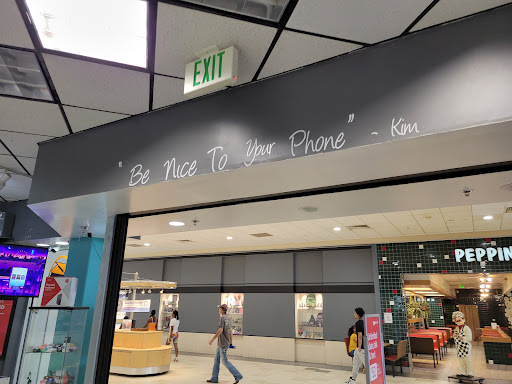 EXIT
"Be Nice To Your Phone" - Kim
PEPPIN